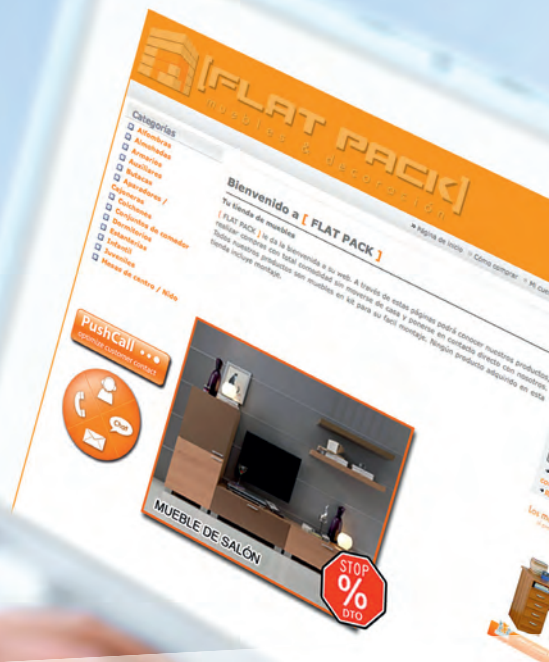 [FLAT PACK]
muebles & decoración
» Página de inicio
Cómo comprar
Categorías
Alfombras
Almohadas
Armarios
Auxiliares
Butacas
Aparadores /
Cajoneras
Colchones
Conjuntos de comedor
Dormitorios
Estanterías
Infantil
Juveniles
Mesas de centro / Nido
Bienvenido a [ FLAT PACK ]
Tu tienda de muebles
[ FLAT PACK ] le da la bienvenida a su web. A través de estas páginas podrá conocer nuestros productos,
realizar compras con total comodidad sin moverse de casa y ponerse en contacto directo con nosotros.
Todos nuestros productos son muebles en kit para su fácil montaje. Ningún producto adquirido en esta
tienda incluye montaje.
PushCall
optimize customer contact
Chat
MUEBLE DE SALÓN
STOP
%
DTO